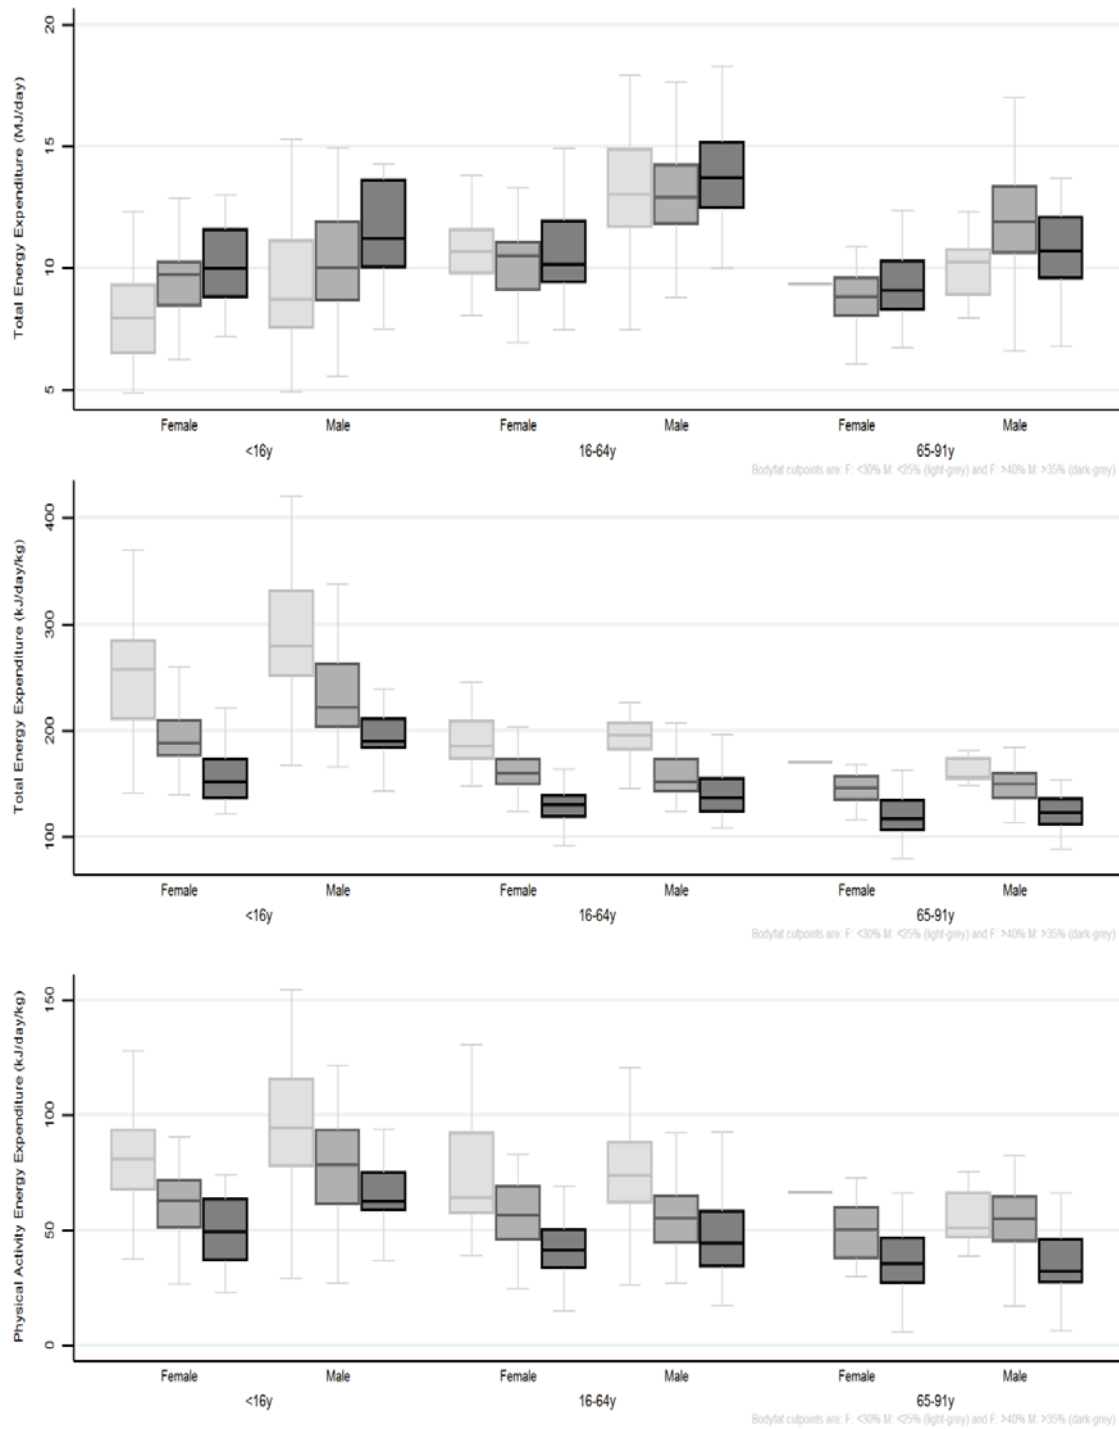 Total Energy Expenditure (MJ/day)
20
15
10
5
Female Male Female Male Female Male
<16y 16-64y 65-91y
Bodyfat cutpoints are: F: <30% M: <25% (light-grey) and F: >40% M: >35% (dark-grey)
Total Energy Expenditure (kJ/day/kg)
400
300
200
100
Female Male Female Male Female Male
<16y 16-64y 65-91y
Bodyfat cutpoints are: F: <30% M: <25% (light-grey) and F: >40% M: >35% (dark-grey)
Physical Activity Energy Expenditure (kJ/day/kg)
150
100
50
0
Female Male Female Male Female Male
<16y 16-64y 65-91y
Bodyfat cutpoints are: F: <30% M: <25% (light-grey) and F: >40% M: >35% (dark-grey)